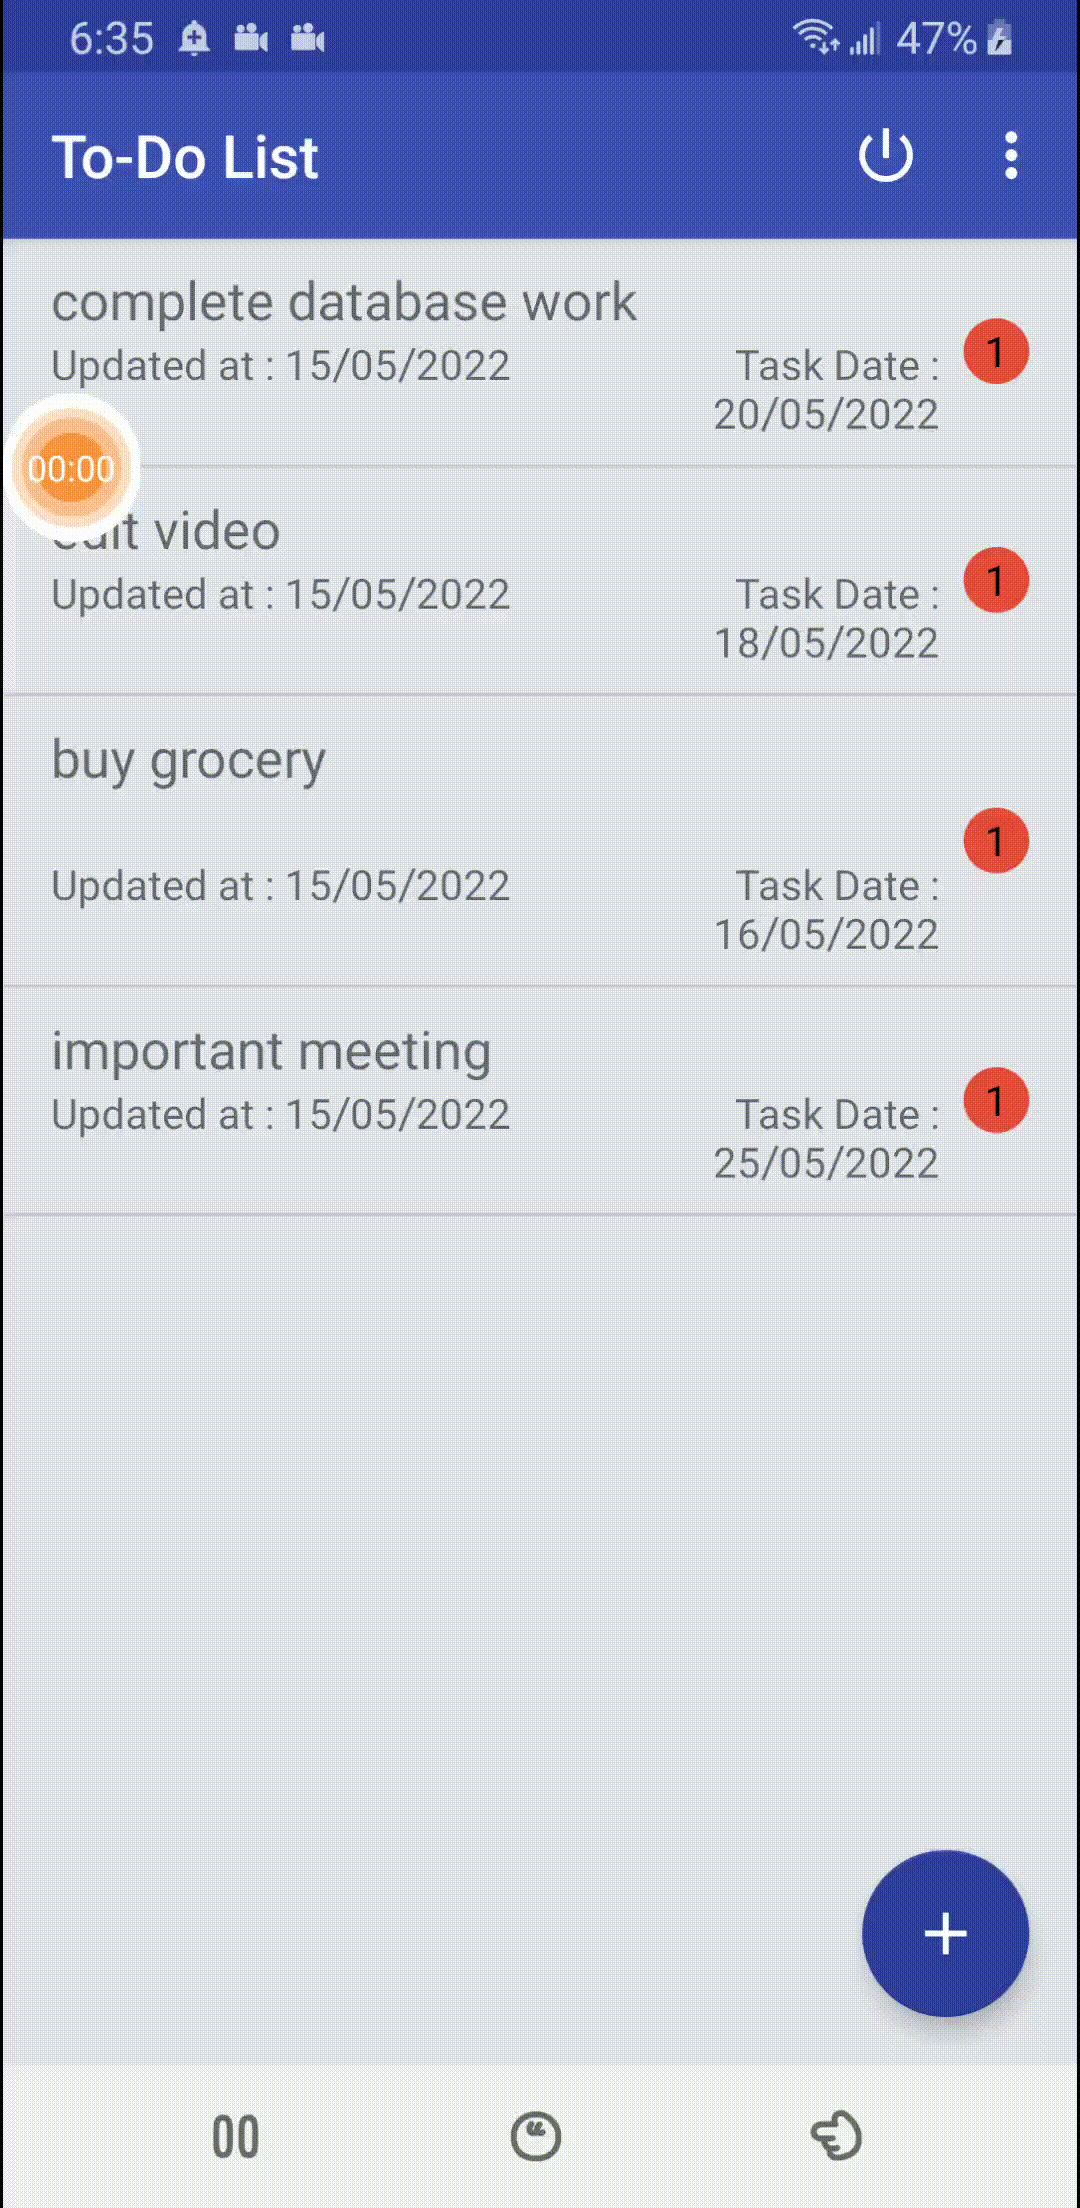 6:35 47%
To-Do List
complete database work
Updated at : 15/05/2022 Task Date : 1
20/05/2022
00:00
edit video
Updated at : 15/05/2022 Task Date : 1
18/05/2022
buy grocery
Updated at : 15/05/2022 Task Date : 1
16/05/2022
important meeting
Updated at : 15/05/2022 Task Date : 1
25/05/2022